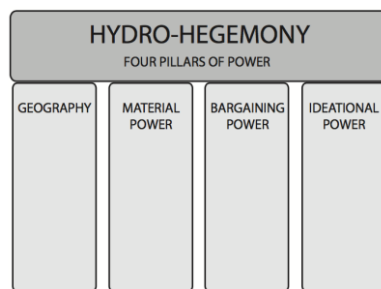 HYDRO-HEGEMONY
FOUR PILLARS OF POWER
GEOGRAPHY
MATERIAL
POWER
BARGAINING
POWER
IDEATIONAL
POWER